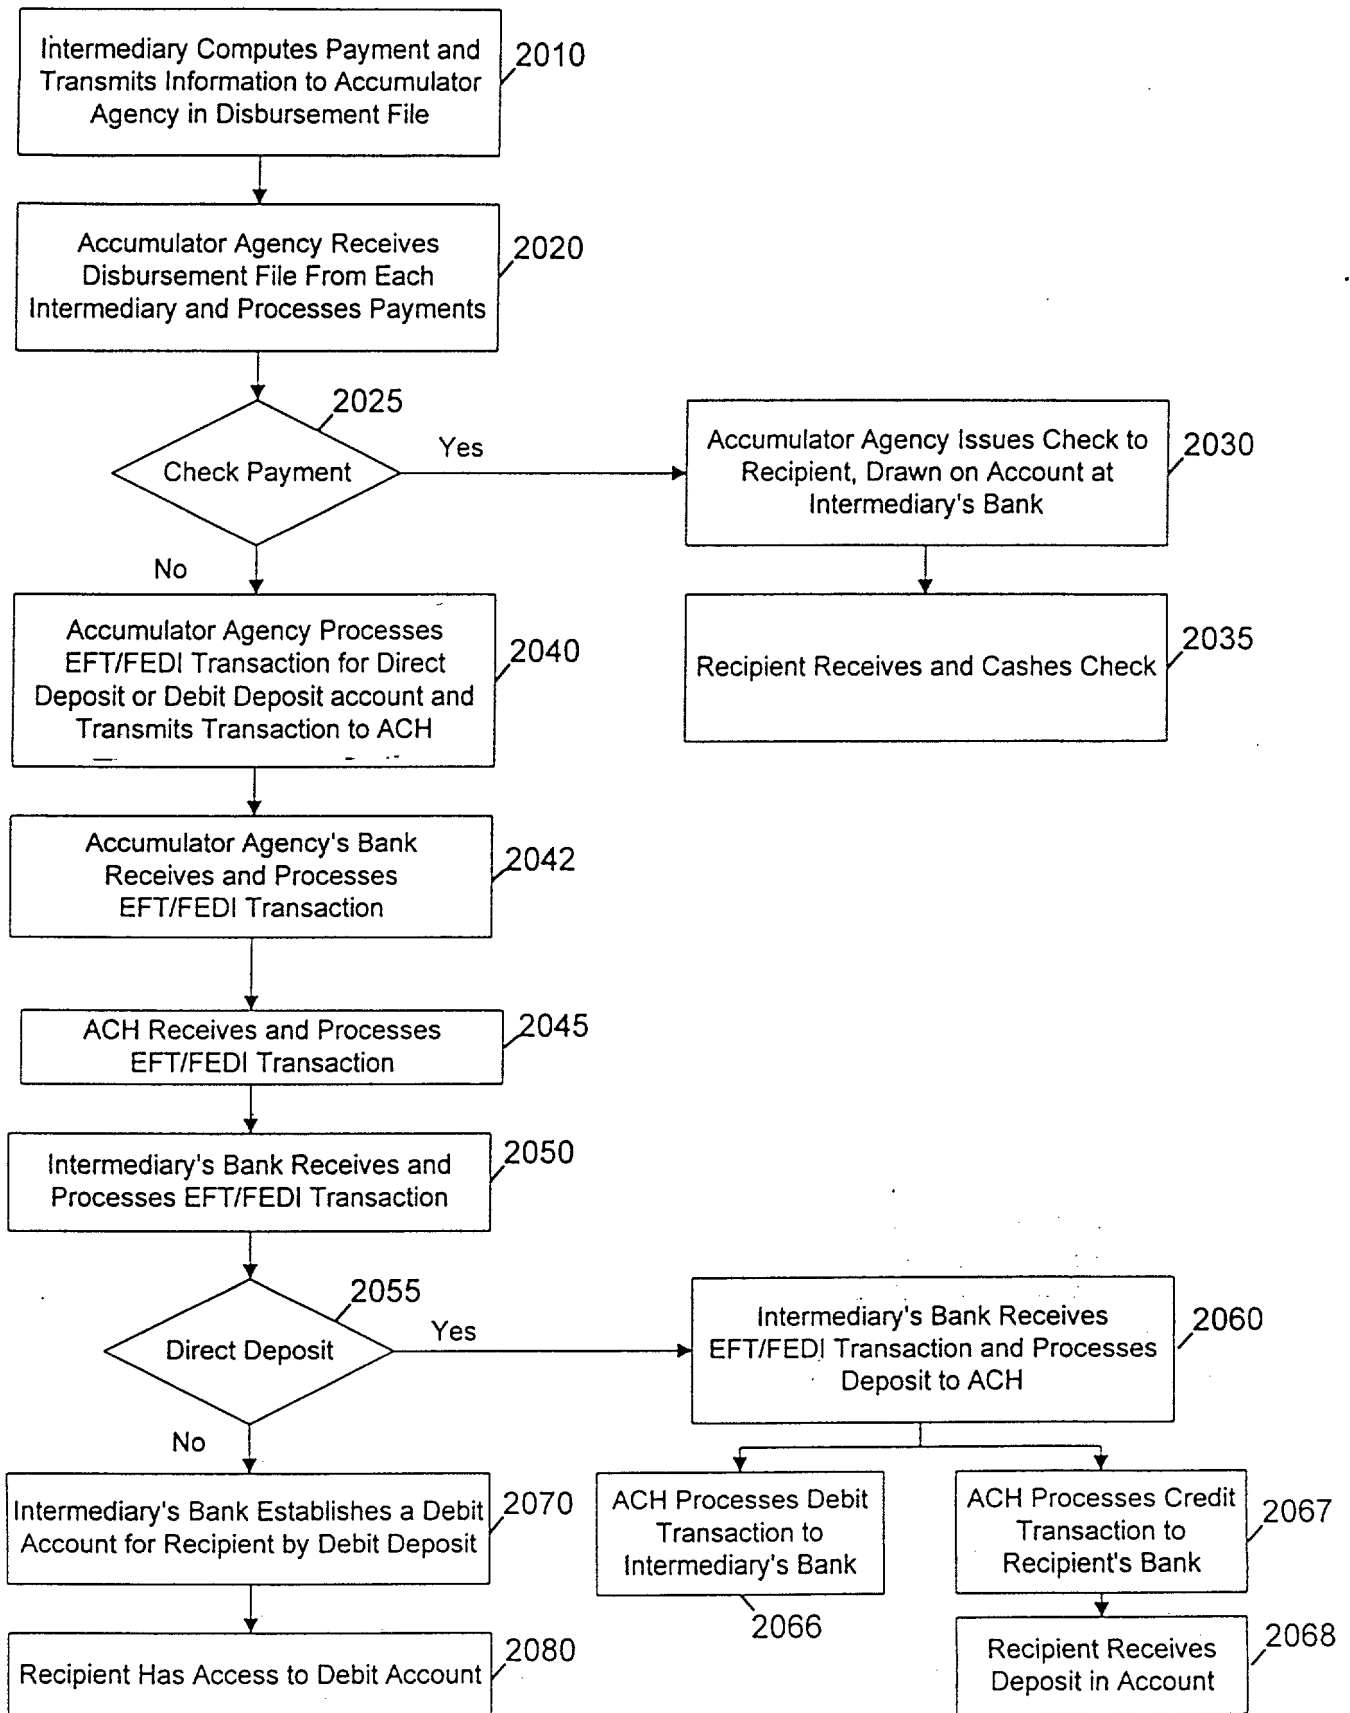 Intermediary Computes Payment and
Transmits Information to Accumulator
Agency in Disbursement File
2010
Accumulator Agency Receives
Disbursement File From Each
Intermediary and Processes Payments
2020
2025
Check Payment
Yes
No
Accumulator Agency Issues Check to
Recipient, Drawn on Account at
Intermediary's Bank
2030
Recipient Receives and Cashes Check
2035
Accumulator Agency Processes
EFT/FEDI Transaction for Direct
Deposit or Debit Deposit account and
Transmits Transaction to ACH
2040
Accumulator Agency's Bank
Receives and Processes
EFT/FEDI Transaction
2042
ACH Receives and Processes
EFT/FEDI Transaction
2045
Intermediary's Bank Receives and
Processes EFT/FEDI Transaction
2050
2055
Direct Deposit
Yes
No
Intermediary's Bank Receives
EFT/FEDI Transaction and Processes
Deposit to ACH
2060
ACH Processes Debit
Transaction to
Intermediary's Bank
2066
ACH Processes Credit
Transaction to
Recipient's Bank
2067
Recipient Receives
Deposit in Account
2068
Intermediary's Bank Establishes a Debit
Account for Recipient by Debit Deposit
2070
Recipient Has Access to Debit Account
2080